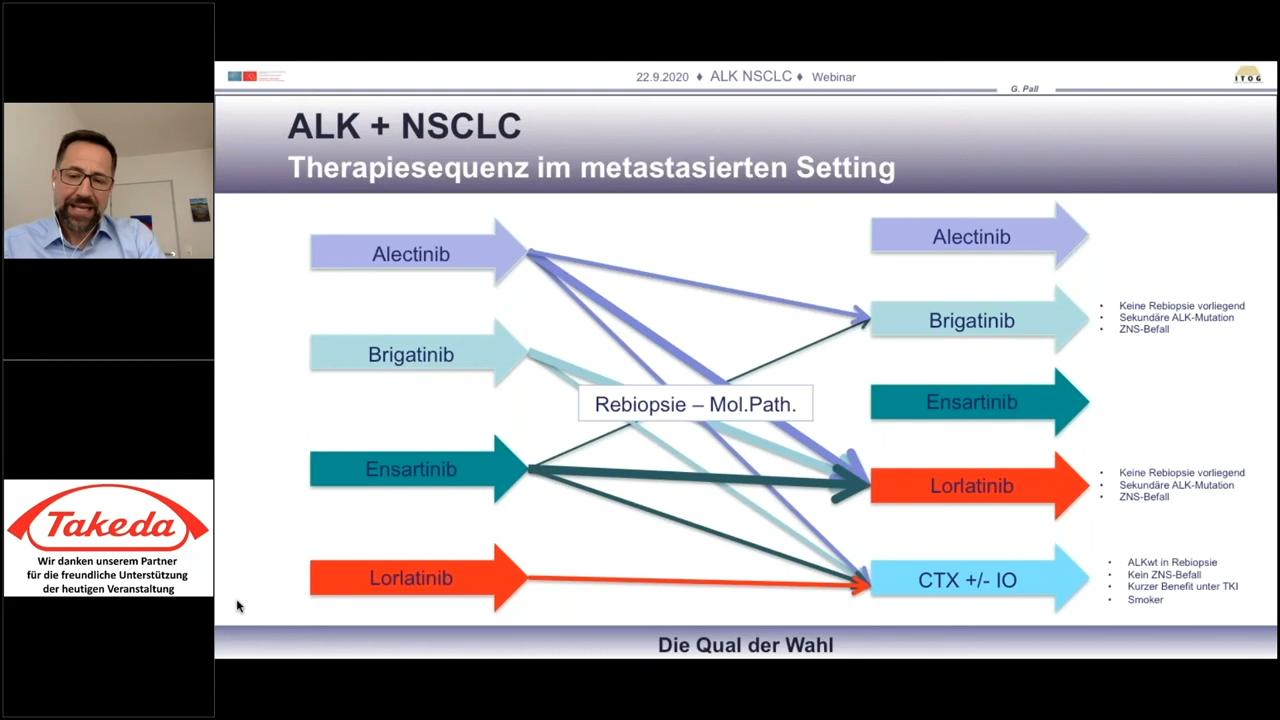 22.9.2020 ♦ ALK NSCLC ♦ Webinar
G. Pall
ITOG
ALK + NSCLC
Therapiesequenz im metastasierten Setting
Alectinib
Brigatinib
Ensartinib
Lorlatinib
Rebiopsie – Mol.Path.
Alectinib
Brigatinib
• Keine Rebiopsie vorliegend
• Sekundäre ALK-Mutation
• ZNS-Befall
Ensartinib
Lorlatinib
• Keine Rebiopsie vorliegend
• Sekundäre ALK-Mutation
• ZNS-Befall
CTX +/- IO
• ALKwt in Rebiopsie
• Kein ZNS-Befall
• Kurzer Benefit unter TKI
• Smoker
Die Qual der Wahl
Takeda
Wir danken unserem Partner
für die freundliche Unterstützung
der heutigen Veranstaltung